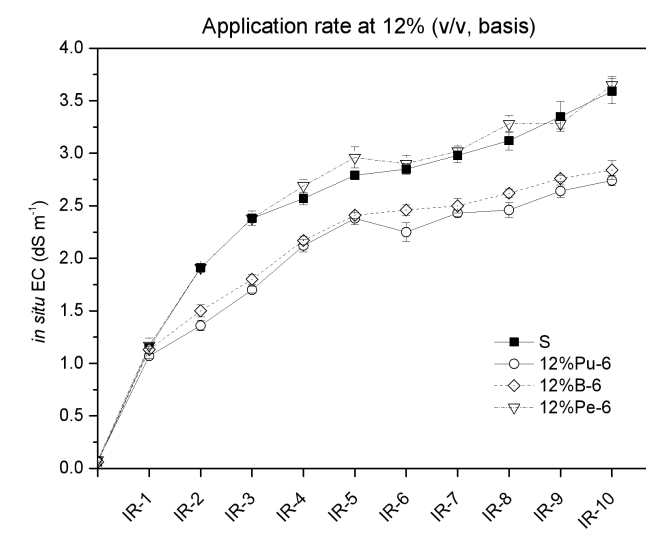 Application rate at 12% (v/v, basis)
in situ EC (dS m⁻¹)
4.0
3.5
3.0
2.5
2.0
1.5
1.0
0.5
0.0
S
12%Pu-6
12%B-6
12%Pe-6
IR-1
IR-2
IR-3
IR-4
IR-5
IR-6
IR-7
IR-8
IR-9
IR-10